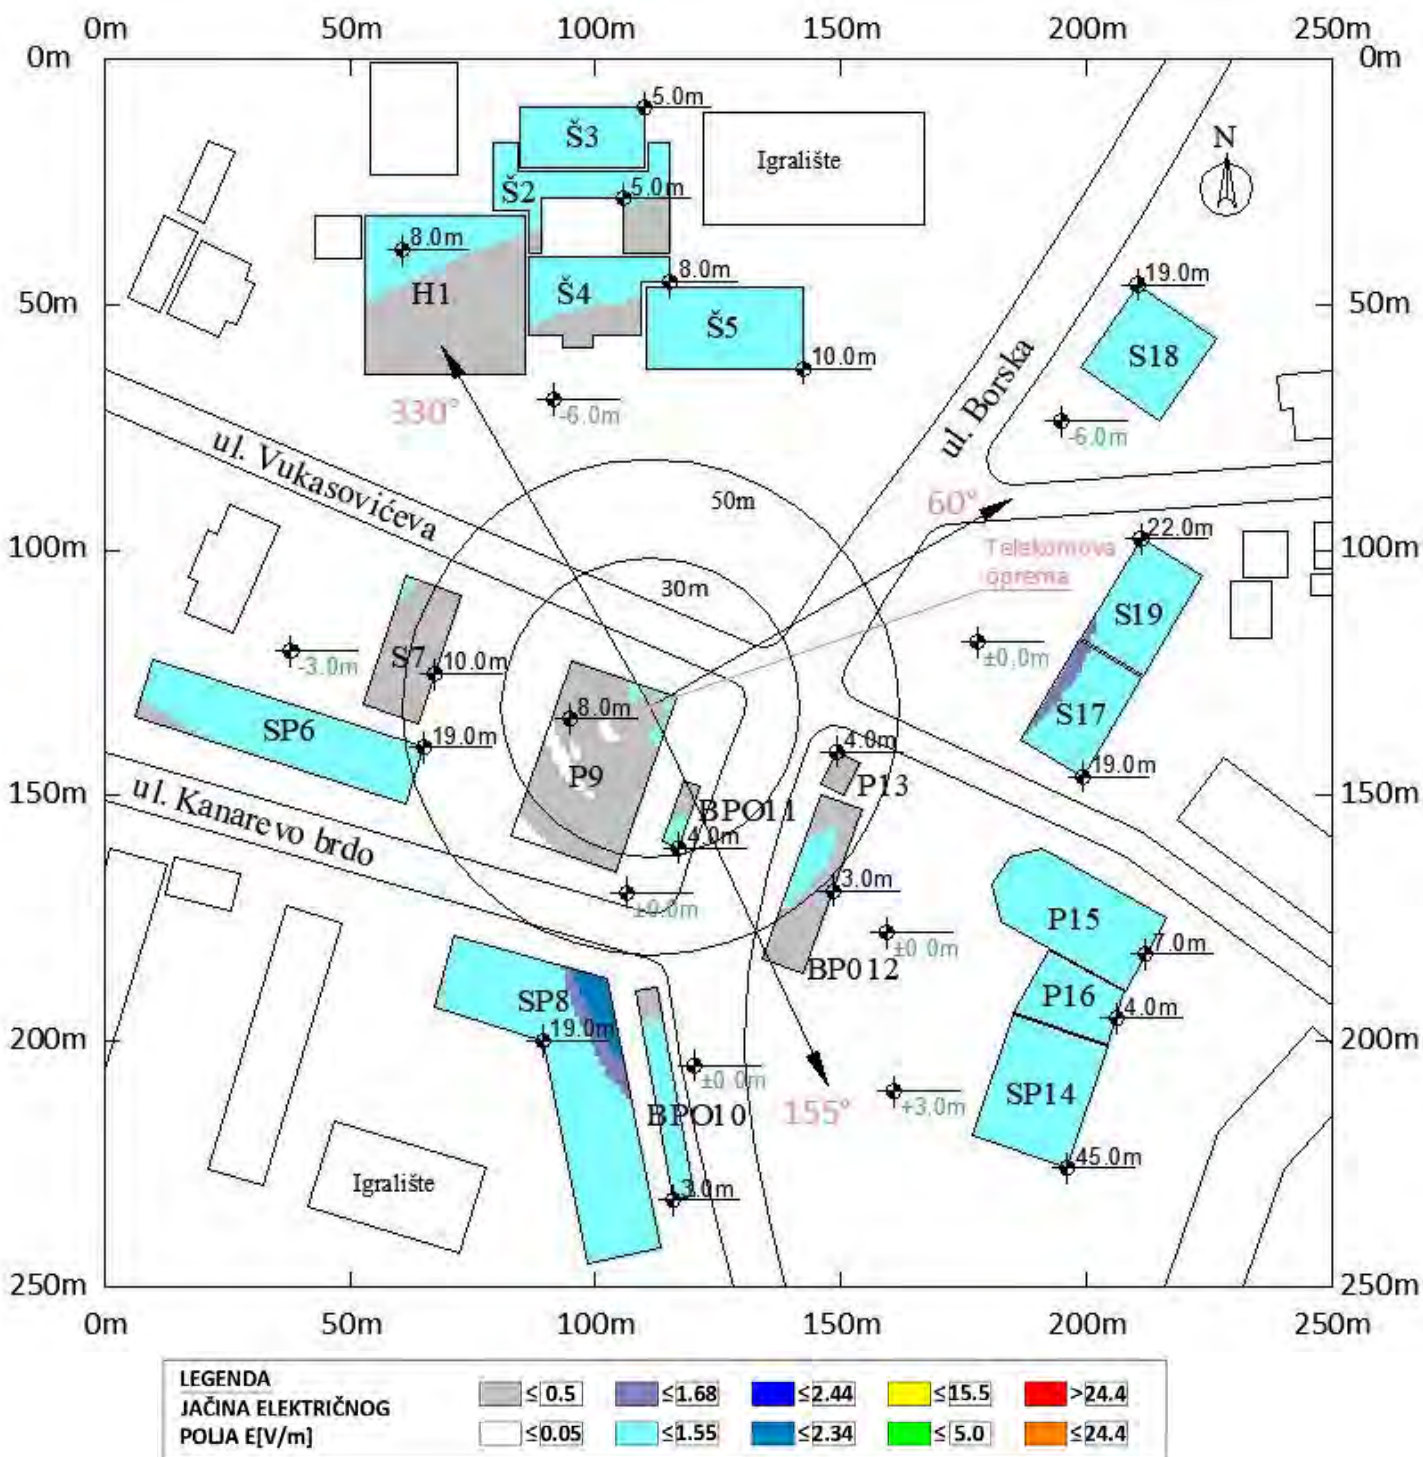 0m 50m 100m 150m 200m 250m
0m 0m
5.0m
Š3
N
Igralište
Š2
5.0m
8.0m
H1
8.0m
Š4
19.0m
50m 50m
Š5
S18
10.0m
ul. Borska
330°
-6.0m
-6.0m
ul. Vukasovićeva
50m
60°
22.0m
100m 100m
Telekomova
oprema
30m
S19
±0.0m
-3.0m
S7
10.0m
8.0m
S17
SP6
19.0m
4.0m
19.0m
P9
P13
150m 150m
BPO11
ul. Kanarevo brdo
4.0m
3.0m
±0.0m
P15
±0.0m
7.0m
BPO12
SP8
P16
4.0m
19.0m
200m 200m
±0.0m
+3.0m
SP14
BPO10
155°
45.0m
Igralište
3.0m
250m 250m
0m 50m 100m 150m 200m 250m
LEGENDA
JAČINA ELEKTRIČNOG
POLJA E[V/m]
≤ 0.5 ≤1.68 ≤2.44 ≤15.5 >24.4
≤0.05 ≤1.55 ≤2.34 ≤5.0 ≤24.4